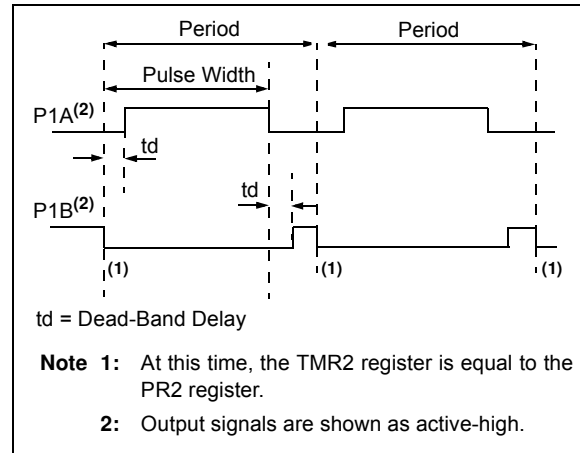 Period Period
Pulse Width
P1A(2)
td
td
P1B(2)
(1) (1) (1)
td = Dead-Band Delay
Note 1: At this time, the TMR2 register is equal to the
PR2 register.
2: Output signals are shown as active-high.